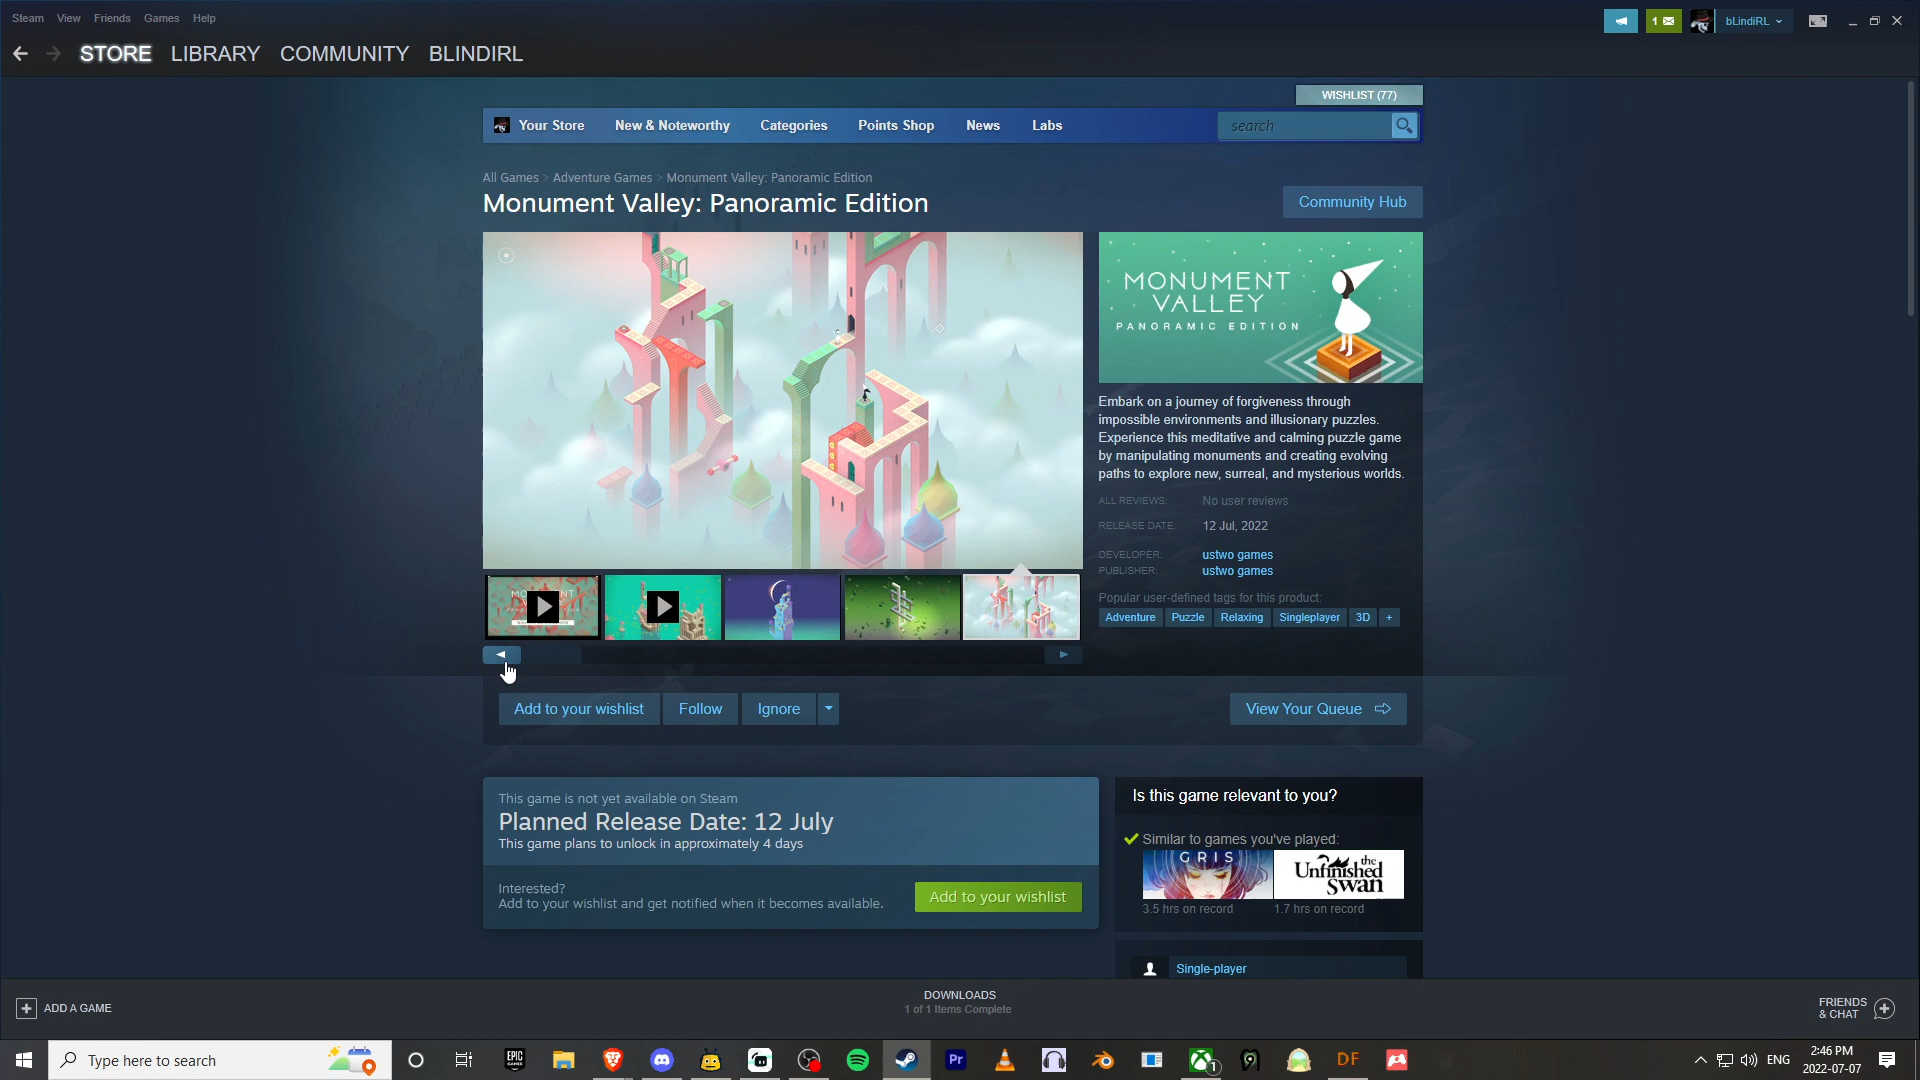 Steam View Friends Games Help
1
bLindiRL
STORE LIBRARY COMMUNITY BLINDIRL
WISHLIST (77)
Your Store New & Noteworthy Categories Points Shop News Labs
search
All Games > Adventure Games > Monument Valley: Panoramic Edition
Monument Valley: Panoramic Edition
Community Hub
MONUMENT
VALLEY
PANORAMIC EDITION
Embark on a journey of forgiveness through
impossible environments and illusionary puzzles.
Experience this meditative and calming puzzle game
by manipulating monuments and creating evolving
paths to explore new, surreal, and mysterious worlds.
ALL REVIEWS: No user reviews
RELEASE DATE: 12 Jul, 2022
DEVELOPER: ustwo games
PUBLISHER: ustwo games
Popular user-defined tags for this product:
Adventure Puzzle Relaxing Singleplayer 3D +
Add to your wishlist Follow Ignore
View Your Queue
This game is not yet available on Steam
Planned Release Date: 12 July
This game plans to unlock in approximately 4 days
Interested?
Add to your wishlist and get notified when it becomes available.
Add to your wishlist
Is this game relevant to you?
Similar to games you've played:
GRIS
the
Unfinished
Swan
3.5 hrs on record 1.7 hrs on record
Single-player
ADD A GAME
DOWNLOADS
1 of 1 Items Complete
FRIENDS
& CHAT
Type here to search
EPIC
GAMES
Pr
1
DF
ENG
2:46 PM
2022-07-07